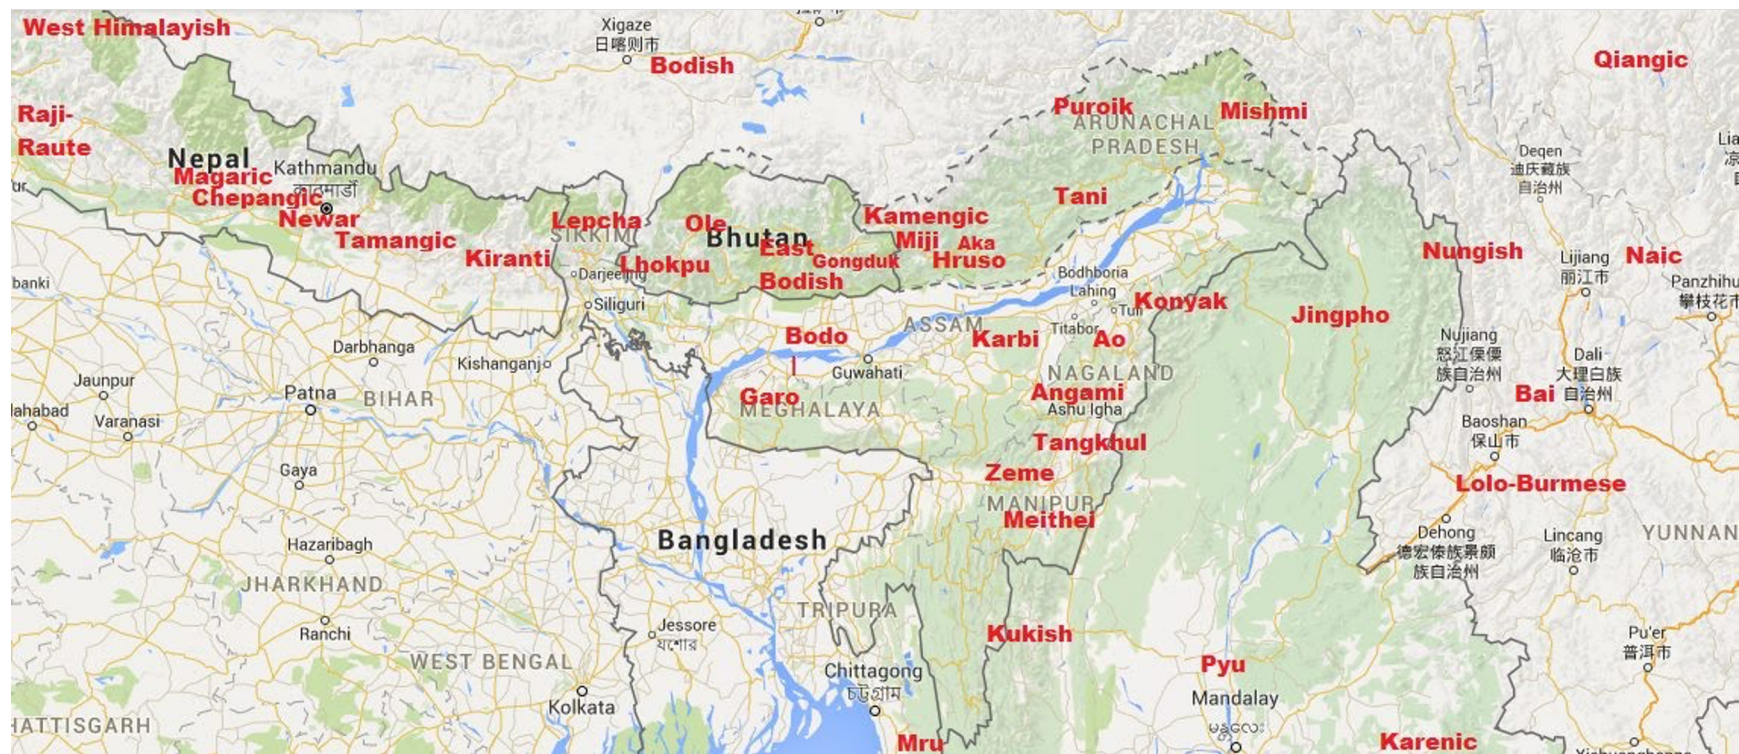 West Himalayish
Xigaze
日喀则市
Bodish
Qiangic
Raji-
Raute
Puroik
Mishmi
ARUNACHAL
PRADESH
Nepal
Kathmandu
काठमाडौं
Magaric
Chepangic
Newar
Tamangic
Kiranti
Lepcha
SIKKIM
Darjeeling
Siliguri
Ole
Bhutan
East
Bodish
Gongduk
Lhokpu
Kamengic
Miji
Aka
Hruso
Tani
Deqen
迪庆藏族
自治州
Nungish
Lijiang
丽江市
Naic
Panzhihu
攀枝花市
banki
Bodhboria
Lahing
Tuli
Titabor
Konyak
Jingpho
ASSAM
Bodo
Karbi
Ao
Darbhanga
Kishanganj
Guwahati
NAGALAND
Nujiang
怒江傈僳
族自治州
Dali
大理白族
自治州
Bai
Jaunpur
Patna
BIHAR
Garo
MEGHALAYA
Angami
Ashu Igha
lahabad
Varanasi
Tangkhul
Baoshan
保山市
Gaya
Zeme
MANIPUR
Meithei
Lolo-Burmese
Bangladesh
Dehong
德宏傣族景颇
族自治州
Lincang
临沧市
YUNNAN
Hazaribagh
JHARKHAND
TRIPURA
Ranchi
Jessore
যশোর
Kukish
WEST BENGAL
Chittagong
চট্টগ্রাম
Pyu
Mandalay
Pu'er
普洱市
Kolkata
HATTISGARH
Mru
Karenic